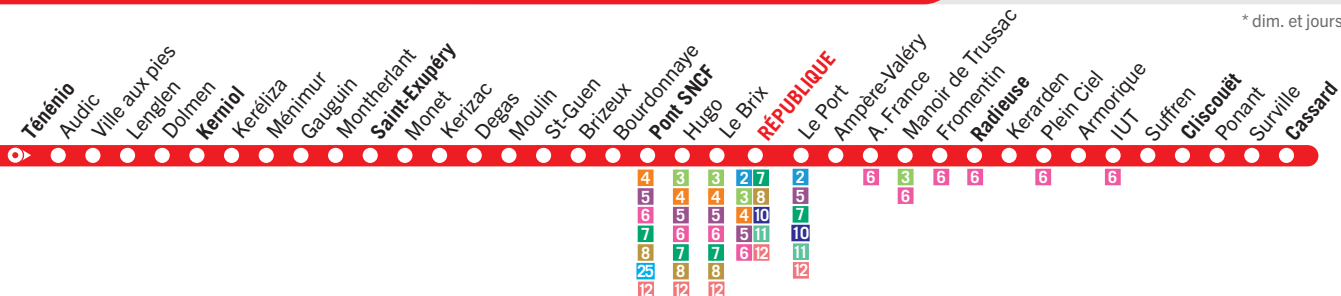 * dim. et jours
Ténénio
Audic
Ville aux pies
Lenglen
Dolmen
Kerniol
Keréliza
Ménimur
Gauguin
Montherlant
Saint-Exupéry
Monet
Kerizac
Degas
Moulin
St-Guen
Brizeux
Bourdonnaye
Pont SNCF
Hugo
Le Brix
RÉPUBLIQUE
Le Port
Ampère-Valéry
A. France
Manoir de Trussac
Fromentin
Radieuse
Kerarden
Plein Ciel
Armorique
IUT
Suffren
Cliscouët
Ponant
Surville
Cassard
4 3 3 2 7 2 6 3 6 6 6 6
5 4 4 3 8 5 6
6 5 5 4 10 7
7 6 6 5 11 10
8 7 7 6 12 11
25 8 8 12
12 12 12